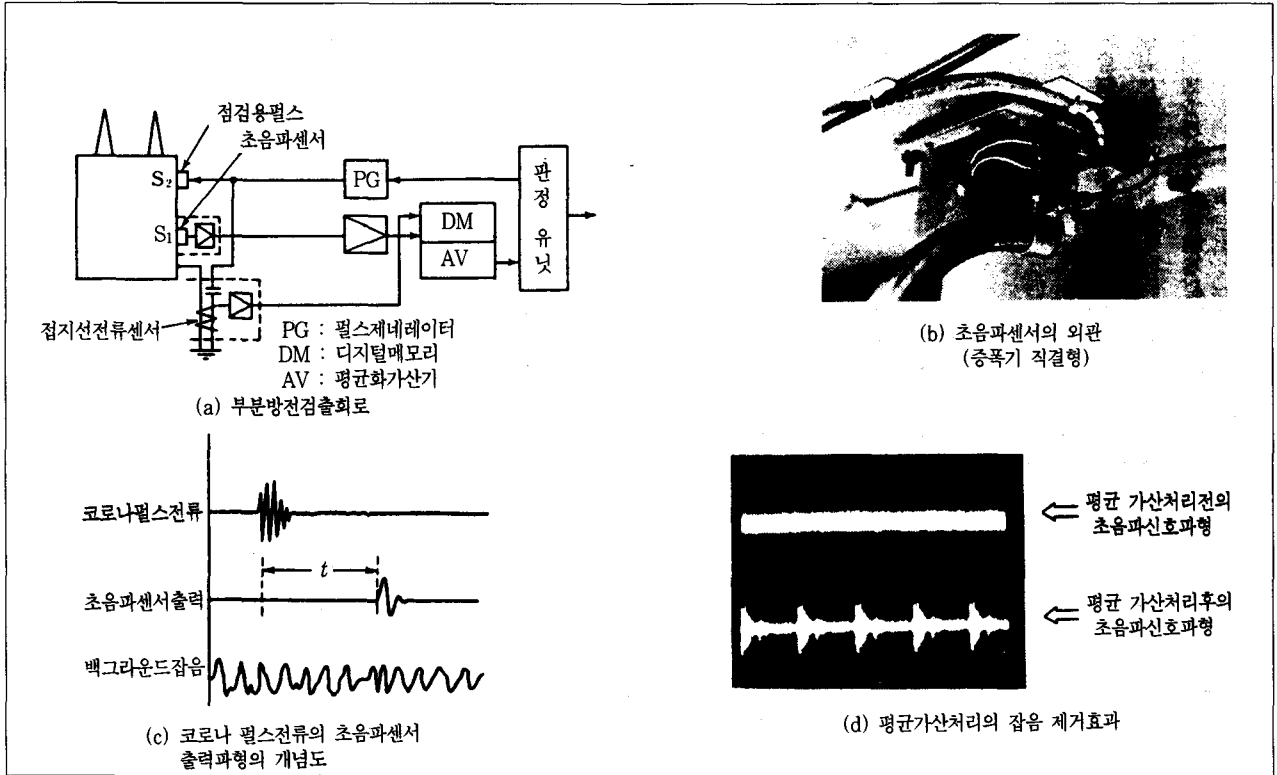 점검용펄스
초음파센서
S₂
PG
S₁
DM
AV
판정 유닛
접지선전류센서
PG : 펄스제네레이터
DM : 디지털메모리
AV : 평균화가산기
(a) 부분방전검출회로
(b) 초음파센서의 외관
(증폭기 직결형)
코로나펄스전류
t
초음파센서출력
백그라운드잡음
(c) 코로나 펄스전류의 초음파센서
출력파형의 개념도
평균 가산처리전의
초음파신호파형
평균 가산처리후의
초음파신호파형
(d) 평균가산처리의 잡음 제거효과